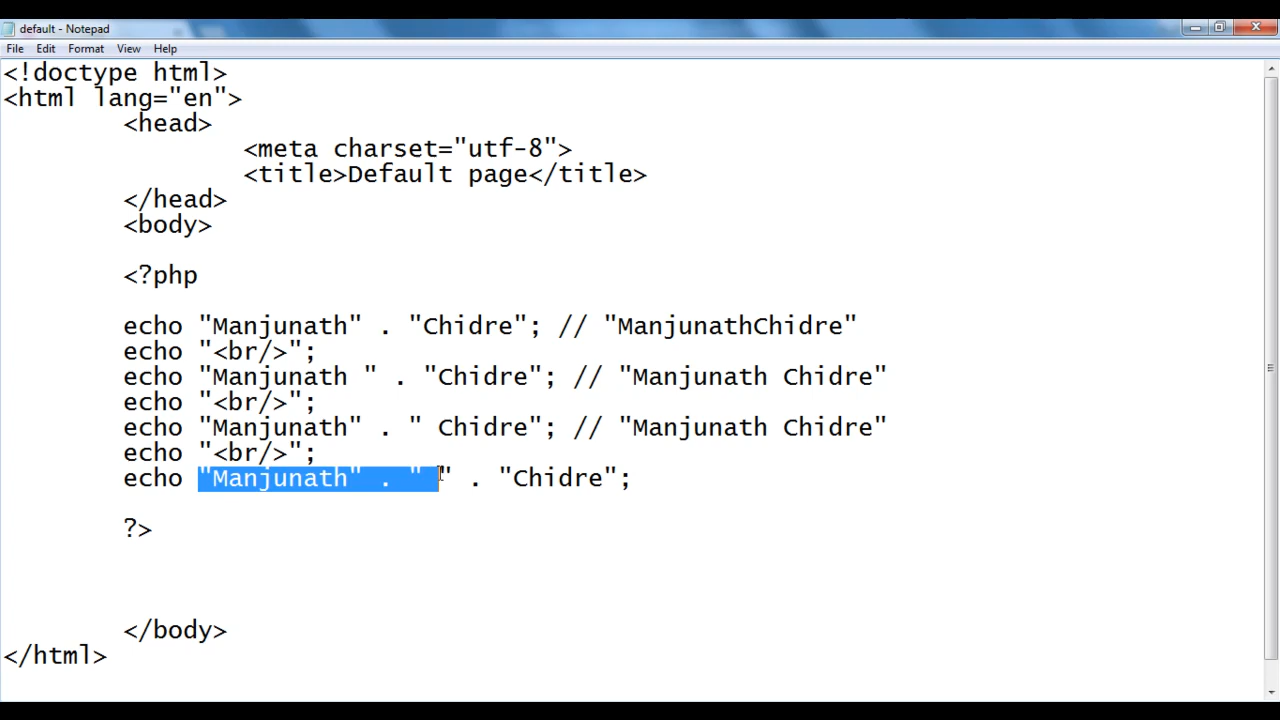 default - Notepad
File Edit Format View Help
<!doctype html>
<html lang="en">
<head>
<meta charset="utf-8">
<title>Default page</title>
</head>
<body>
<?php
echo "Manjunath" . "Chidre"; // "ManjunathChidre"
echo "<br/>";
echo "Manjunath " . "Chidre"; // "Manjunath Chidre"
echo "<br/>";
echo "Manjunath" . " Chidre"; // "Manjunath Chidre"
echo "<br/>";
echo "Manjunath" . " " . "Chidre";
?>
</body>
</html>